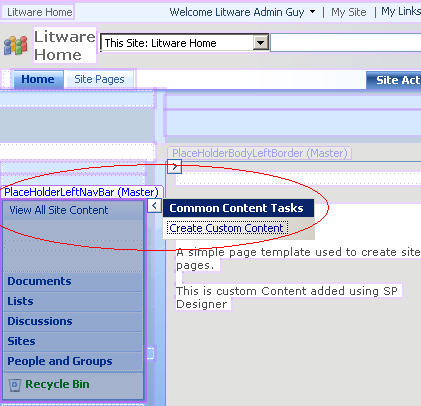 Litware Home
Welcome Litware Admin Guy
My Site
My Links
Litware Home
This Site: Litware Home
Home
Site Pages
Site Act
PlaceHolderBodyLeftBorder (Master)
PlaceHolderLeftNavBar (Master)
View All Site Content
Common Content Tasks
Create Custom Content
A simple page template used to create site
pages.
This is custom Content added using SP
Designer
Documents
Lists
Discussions
Sites
People and Groups
Recycle Bin